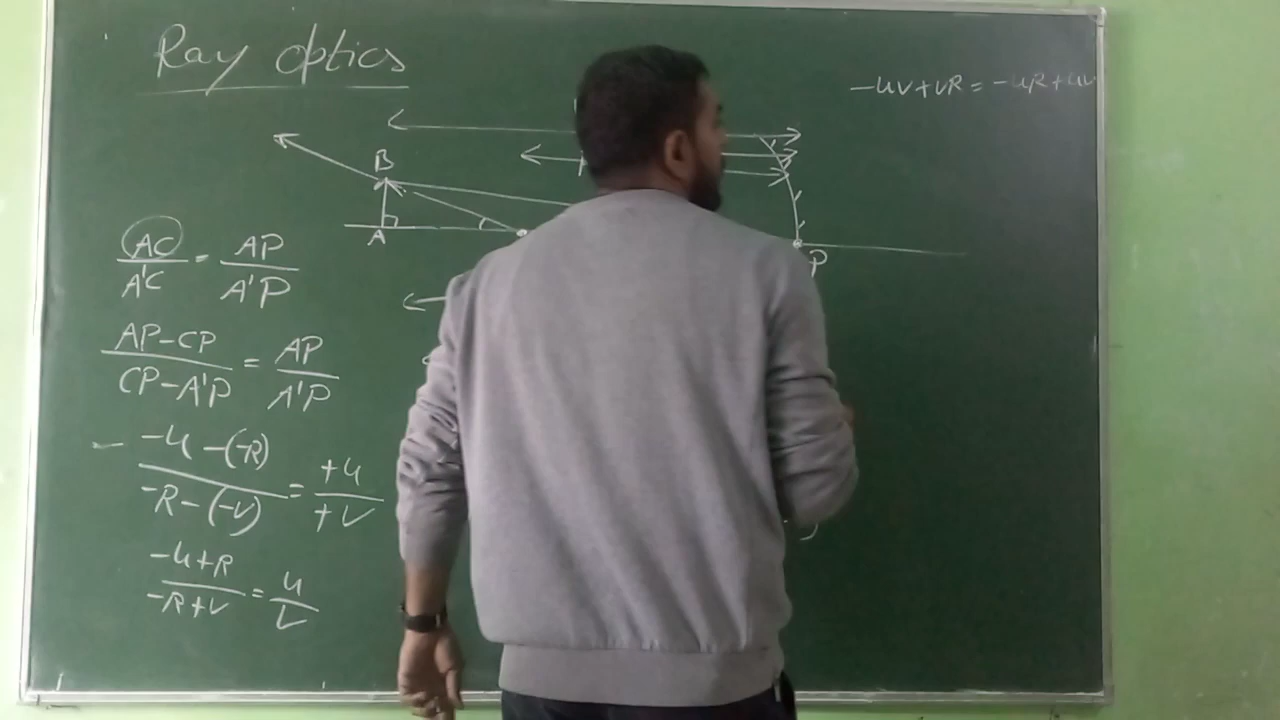 Ray optics
-uv+vR = -uR+uv
B
A
P
AC/A'C = AP/A'P
AP-CP/CP-A'P = AP/A'P
- -u-(-R)/-R-(-v) = +u/+v
-u+R/-R+v = u/v